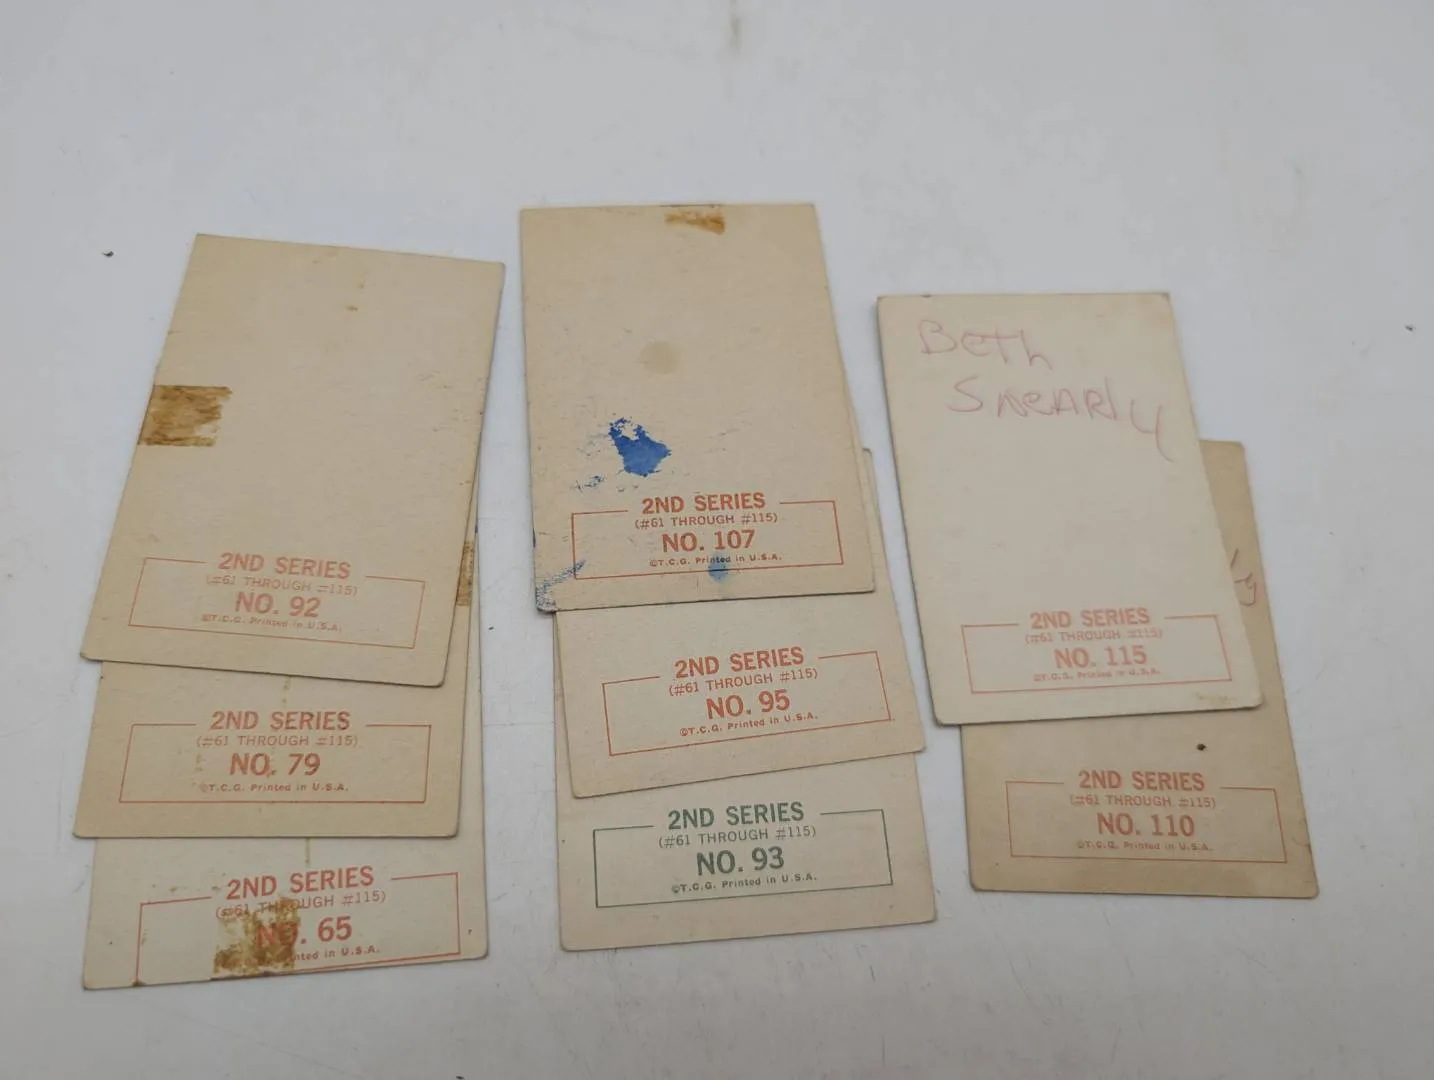 2ND SERIES
(#61 THROUGH #115)
NO. 92
©T.C.G. Printed in U.S.A.
2ND SERIES
(#61 THROUGH #115)
NO. 79
©T.C.G. Printed in U.S.A.
2ND SERIES
(#61 THROUGH #115)
NO. 65
in U.S.A.
2ND SERIES
(#61 THROUGH #115)
NO. 107
©T.C.G. Printed in U.S.A.
2ND SERIES
(#61 THROUGH #115)
NO. 95
©T.C.G. Printed in U.S.A.
2ND SERIES
(#61 THROUGH #115)
NO. 93
©T.C.G. Printed in U.S.A.
Beth
SNeARly
2ND SERIES
(#61 THROUGH #115)
NO. 115
©T.C.G. Printed in U.S.A.
2ND SERIES
(#61 THROUGH #115)
NO. 110
©T.C.G. Printed in U.S.A.